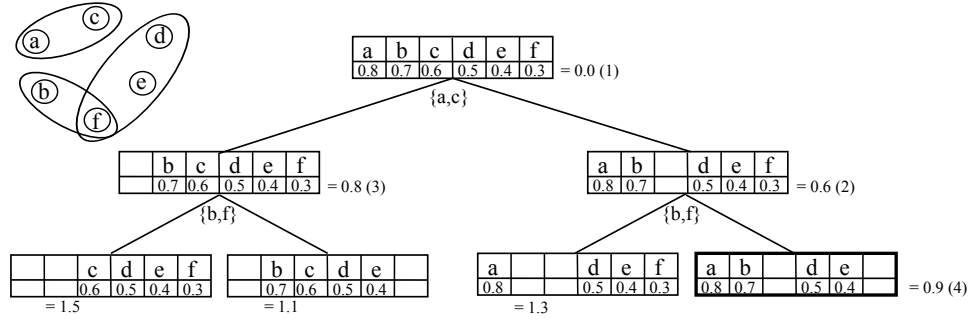 c
a
d
b
e
f
a b c d e f
0.8 0.7 0.6 0.5 0.4 0.3 = 0.0 (1)
{a,c}
b c d e f
0.7 0.6 0.5 0.4 0.3 = 0.8 (3)
a b d e f
0.8 0.7 0.5 0.4 0.3 = 0.6 (2)
{b,f}
{b,f}
c d e f
0.6 0.5 0.4 0.3
= 1.5
b c d e
0.7 0.6 0.5 0.4
= 1.1
a d e f
0.8 0.5 0.4 0.3
= 1.3
a b d e
0.8 0.7 0.5 0.4 = 0.9 (4)